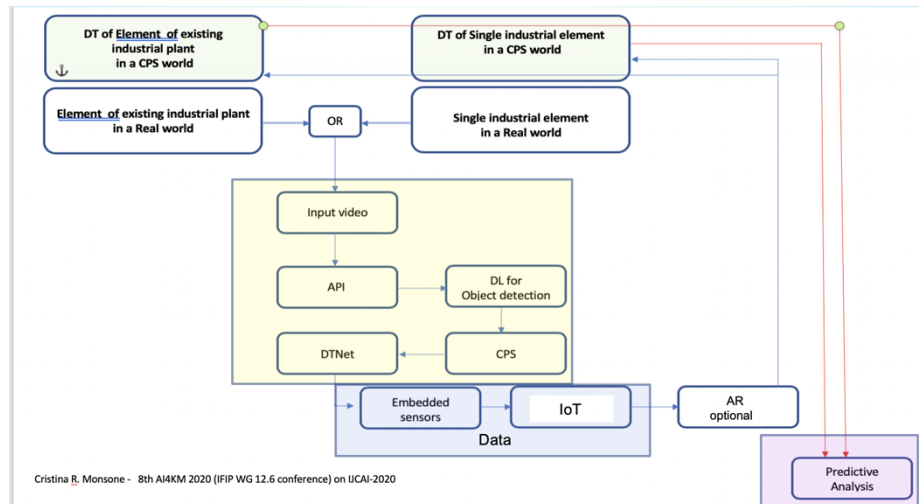 DT of Element of existing
industrial plant
in a CPS world
DT of Single industrial element
in a CPS world
Element of existing industrial plant
in a Real world
OR
Single industrial element
in a Real world
Input video
API
DL for
Object detection
DTNet
CPS
Embedded
sensors
IoT
AR
optional
Data
Predictive
Analysis
Cristina R. Monsone - 8th AI4KM 2020 (IFIP WG 12.6 conference) on IJCAI-2020